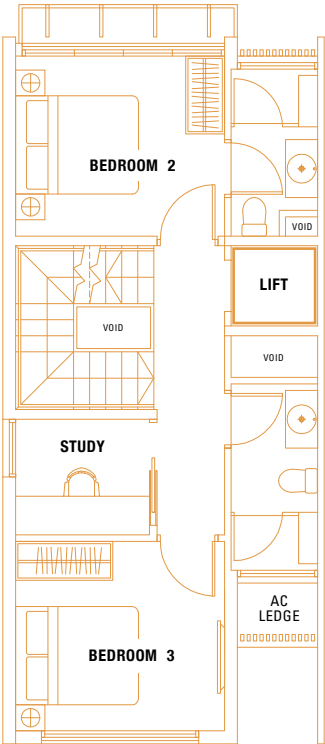 BEDROOM 2
VOID
LIFT
VOID
VOID
STUDY
AC
LEDGE
BEDROOM 3